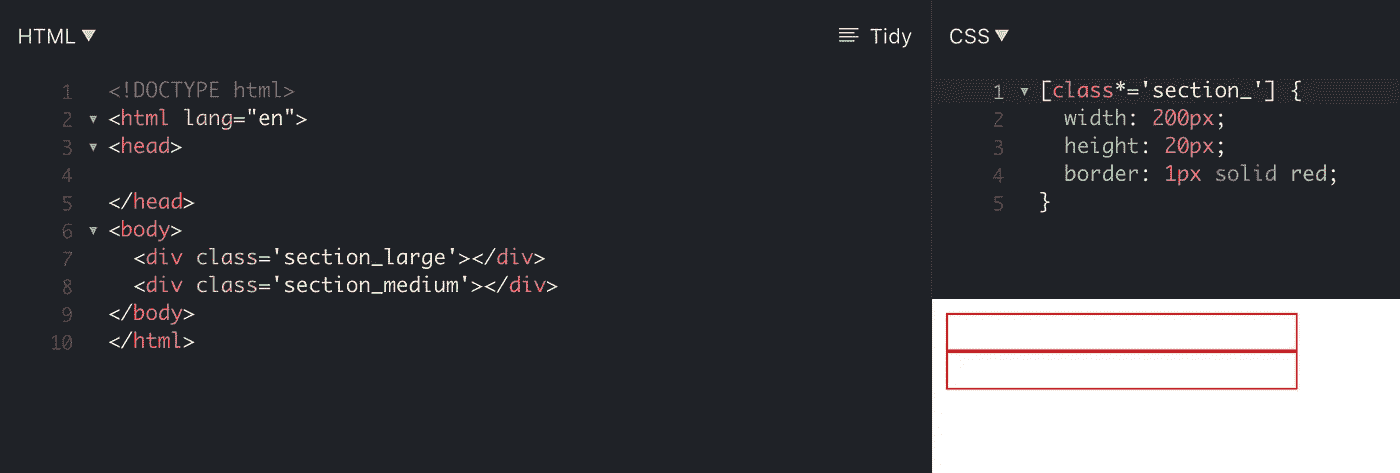 HTML ▼
Tidy
1 <!DOCTYPE html>
2 ▼ <html lang="en">
3 ▼ <head>
4
5 </head>
6 ▼ <body>
7   <div class='section_large'></div>
8   <div class='section_medium'></div>
9 </body>
10 </html>
CSS ▼
1 ▼ [class*='section_'] {
2   width: 200px;
3   height: 20px;
4   border: 1px solid red;
5 }